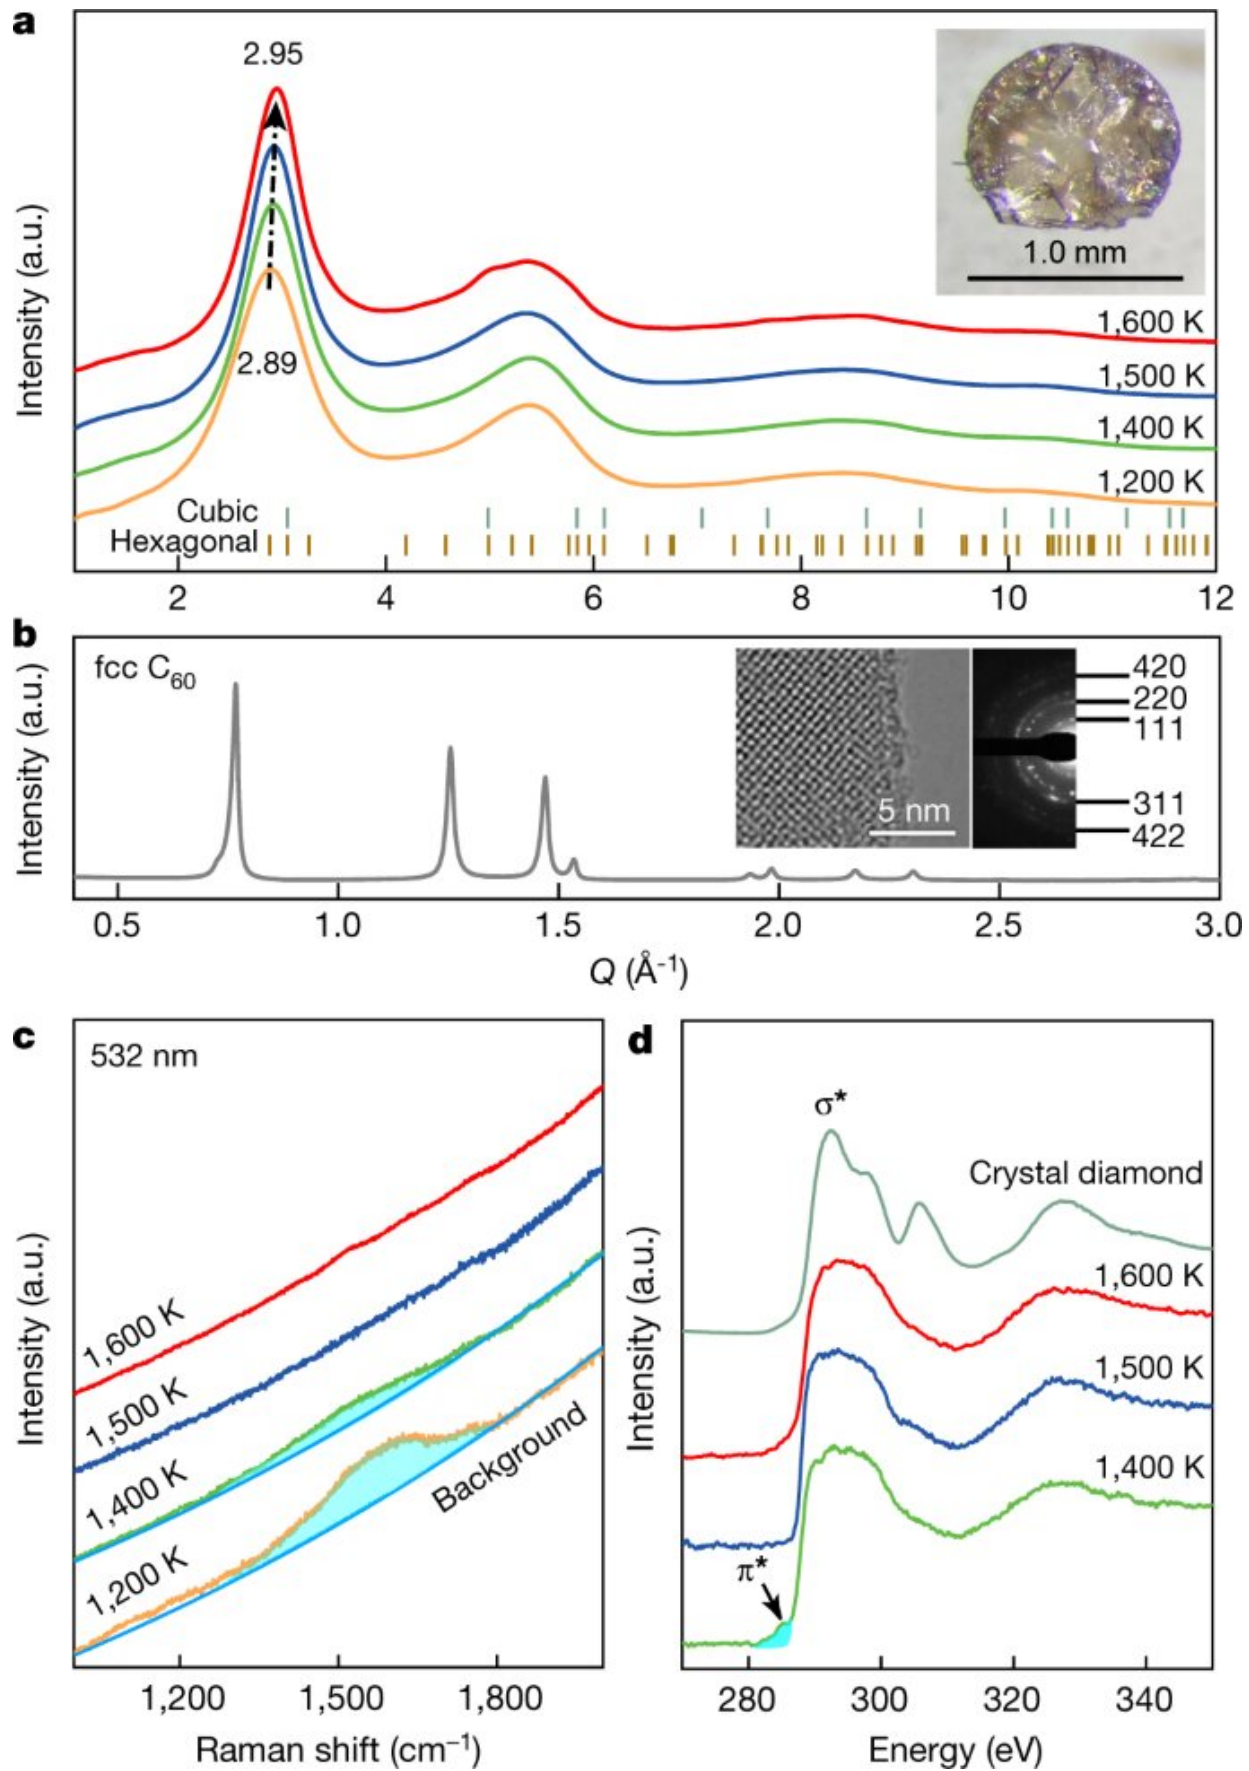 a
2.95
2.89
1.0 mm
1,600 K
1,500 K
1,400 K
1,200 K
Cubic
Hexagonal
Intensity (a.u.)
2 4 6 8 10 12
b
fcc C60
5 nm
420
220
111
311
422
Intensity (a.u.)
0.5 1.0 1.5 2.0 2.5 3.0
Q (Å-1)
c
532 nm
1,600 K
1,500 K
1,400 K
1,200 K
Background
Intensity (a.u.)
1,200 1,500 1,800
Raman shift (cm–1)
d
σ*
Crystal diamond
1,600 K
1,500 K
1,400 K
π*
Intensity (a.u.)
280 300 320 340
Energy (eV)